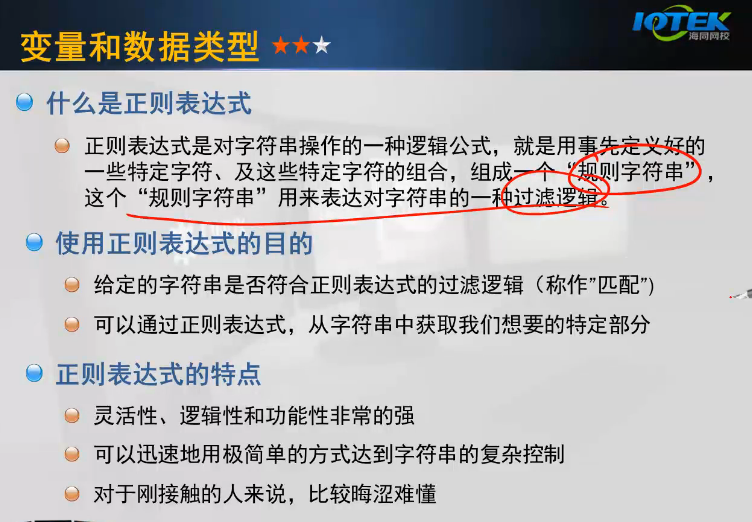 变量和数据类型
IOTEK
海同网校
什么是正则表达式
正则表达式是对字符串操作的一种逻辑公式，就是用事先定义好的
一些特定字符、及这些特定字符的组合，组成一个“规则字符串”，
这个“规则字符串”用来表达对字符串的一种过滤逻辑。
使用正则表达式的目的
给定的字符串是否符合正则表达式的过滤逻辑（称作”匹配”)
可以通过正则表达式，从字符串中获取我们想要的特定部分
正则表达式的特点
灵活性、逻辑性和功能性非常的强
可以迅速地用极简单的方式达到字符串的复杂控制
对于刚接触的人来说，比较晦涩难懂